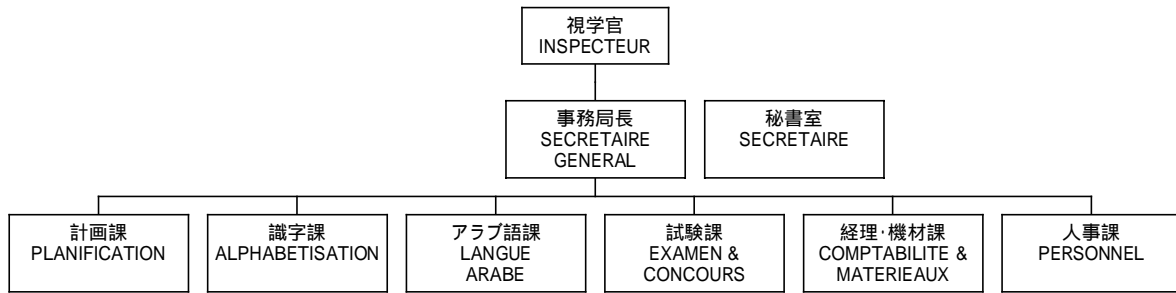 視学官
INSPECTEUR
事務局長
SECRETAIRE
GENERAL
秘書室
SECRETAIRE
計画課
PLANIFICATION
識字課
ALPHABETISATION
アラブ語課
LANGUE
ARABE
試験課
EXAMEN &
CONCOURS
経理･機材課
COMPTABILITE &
MATERIEAUX
人事課
PERSONNEL